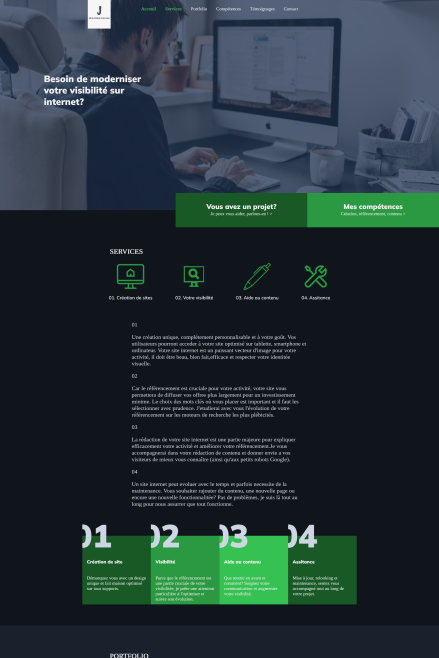 J
Accueil Services Portfolio Compétences Témoignages Contact
Besoin de moderniser
votre visibilité sur
internet?
Vous avez un projet?
Je peux vous aider, parlons-en ! >
Mes compétences
Création, référencement, contenu >
SERVICES
01. Création de sites
02. Votre visibilité
03. Aide au contenu
04. Assitance
01
Une création unique, complètement personnalisable et à votre goût. Vos
utilisateurs pourront accéder à votre site optimisé sur tablette, smartphone et
ordinateur. Votre site internet est un puissant vecteur d'image pour votre
activité, il doit être beau, bien fait,efficace et respecter votre identité
visuelle.
02
Car le référencement est cruciale pour votre activité, votre site vous
permettera de diffuser vos offres plus largement pour un investissement
minime. Le choix des mots clés où vous placer est important et il faut les
sélectionner avec prudence. J'étudierai avec vous l'évolution de votre
référencement sur les moteurs de recherche les plus plébicités.
03
La rédaction de votre site internet est une partie majeure pour expliquer
efficacement votre activité et améliorer votre référencement.Je vous
accompagnerai dans votre rédaction de contenu et donner envie a vos
visiteurs de mieux vous connaître (ainsi qu'aux petits robots Google).
04
Un site internet peut évoluer avec le temps et parfois necessite de la
maintenance. Vous souhaiter rajouter du contenu, une nouvelle page ou
encore une nouvelle fonctionnalitée? Pas de problèmes, je suis là tout au
long pour nous assurer que tout fonctionne.
01
Création de site
Démarquez vous avec un design
unique et fait maison optimisé
sur tous supports.
02
Visibilité
Parce que le référencement est
une partie cruciale de votre
visibilité, je prête une attention
particulière à l'optimiser et
suivre son évolution.
03
Aide au contenu
Que mettre en avant et
comment? Soignez votre
communication et augmenter
votre visibilité
04
Assitance
Mise à jour, relooking et
maintenance, sentez vous
accompagné tout au long de
votre projet.
PORTFOLIO